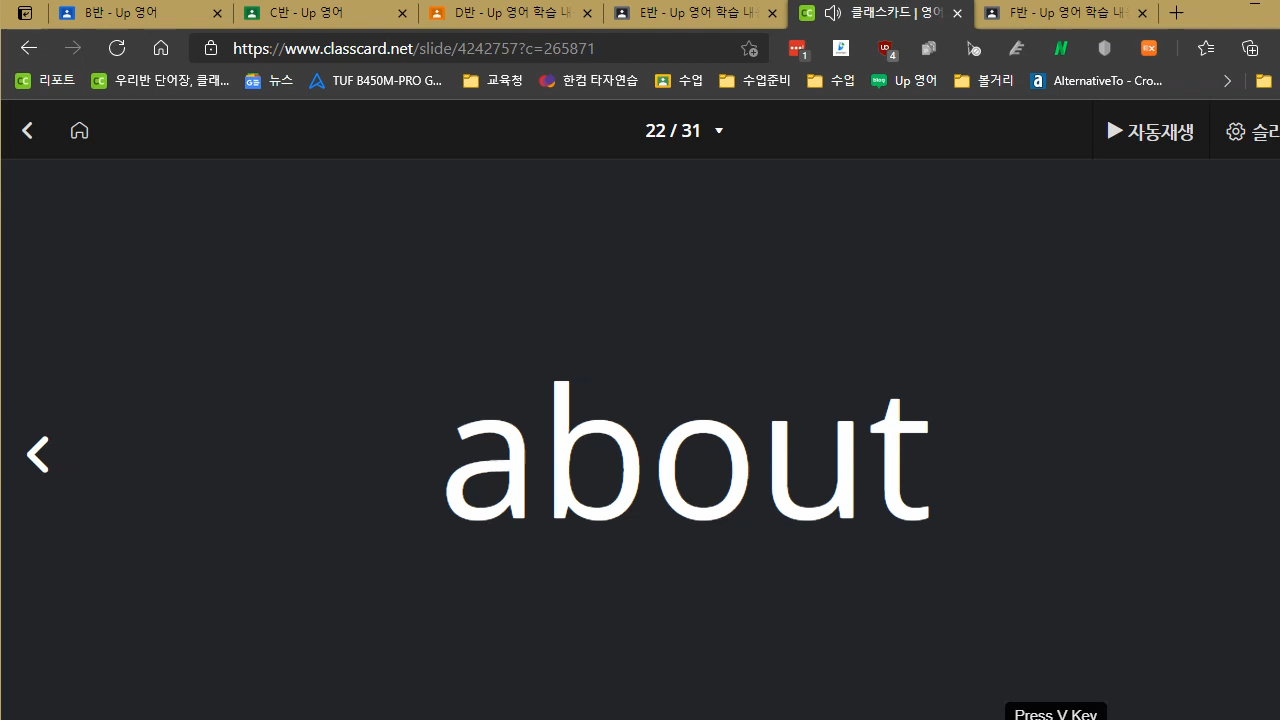 B반 - Up 영어
C반 - Up 영어
D반 - Up 영어 학습 내
E반 - Up 영어 학습 내
클래스카드 | 영어
F반 - Up 영어 학습 내
https://www.classcard.net/slide/4242757?c=265871
1
4
EX
리포트
우리반 단어장, 클래...
뉴스
TUF B450M-PRO G...
교육청
한컴 타자연습
수업
수업준비
수업
Up 영어
볼거리
AlternativeTo - Cro...
22 / 31
자동재생
슬라
about
Press V Key